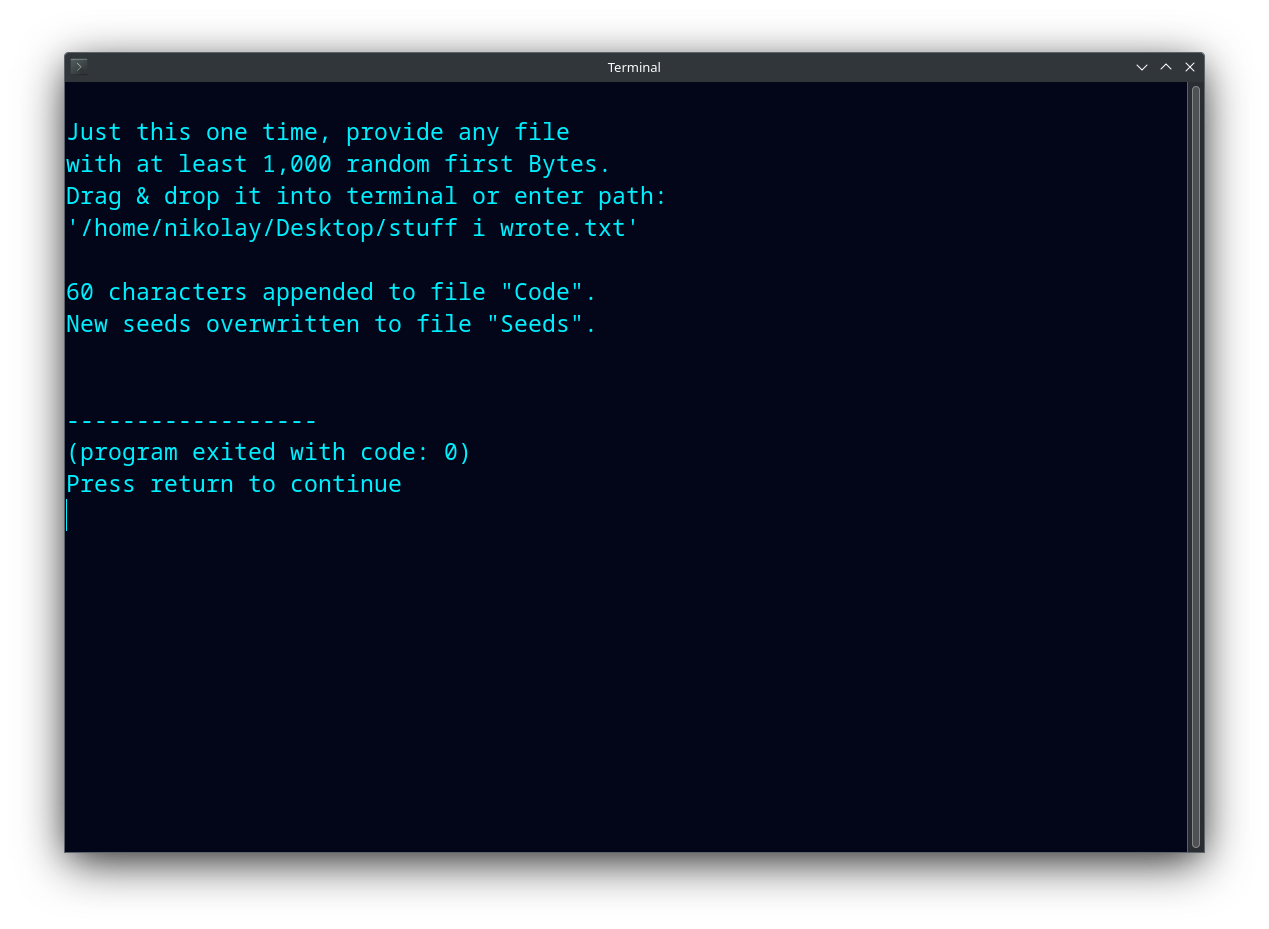 Terminal
Just this one time, provide any file
with at least 1,000 random first Bytes.
Drag & drop it into terminal or enter path:
'/home/nikolay/Desktop/stuff i wrote.txt'
60 characters appended to file "Code".
New seeds overwritten to file "Seeds".
------------------
(program exited with code: 0)
Press return to continue